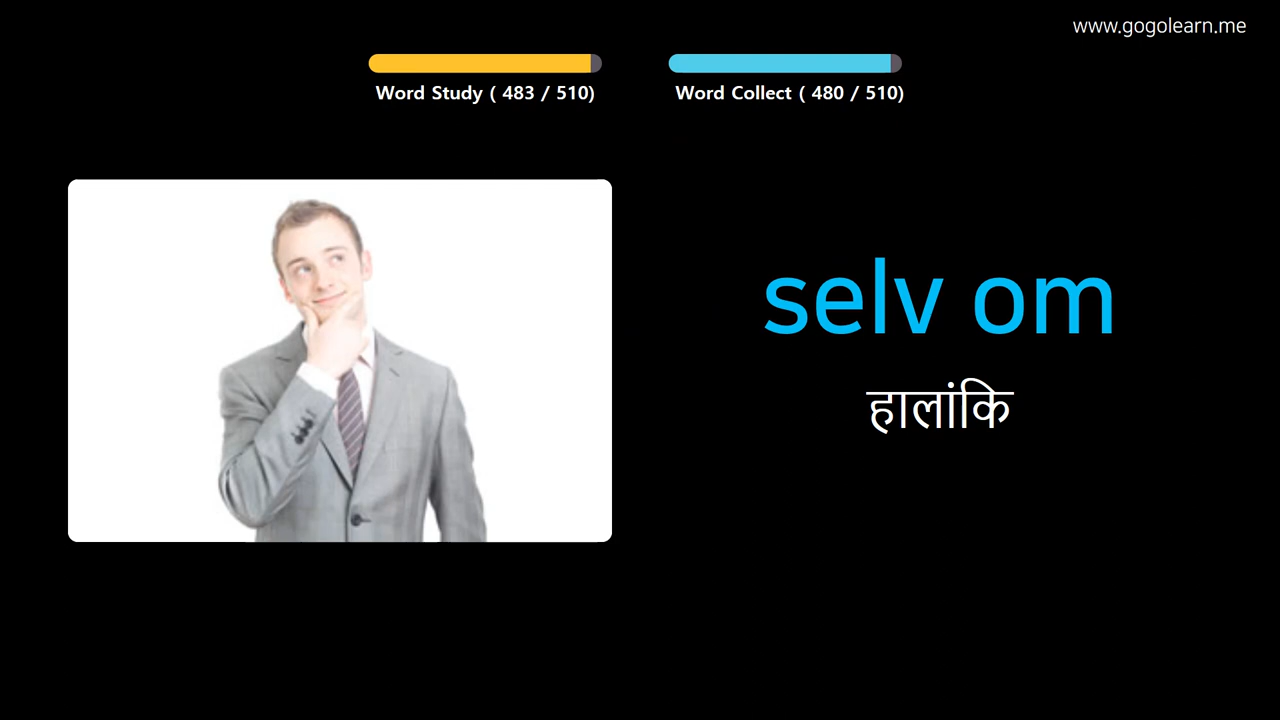 www.gogolearn.me
Word Study ( 483 / 510)
Word Collect ( 480 / 510)
selv om
हालांकि